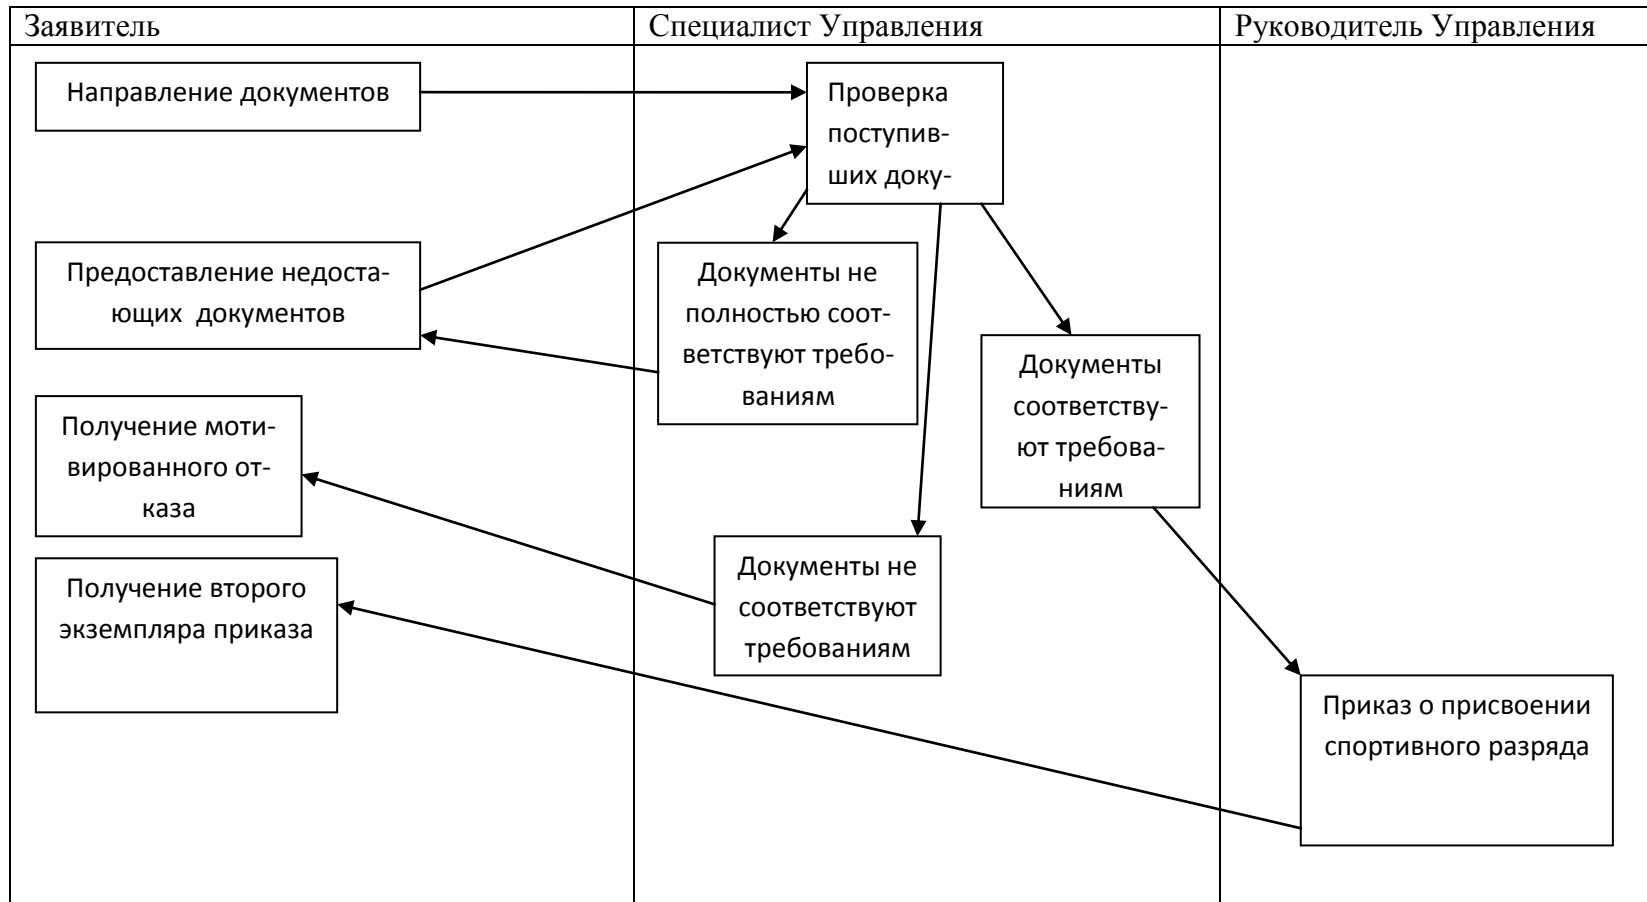 Заявитель
Специалист Управления
Руководитель Управления
Направление документов
Проверка
поступив-
ших доку-
Предоставление недоста-
ющих  документов
Документы не
полностью соот-
ветствуют требо-
ваниям
Документы
соответству-
ют требова-
ниям
Получение моти-
вированного от-
каза
Документы не
соответствуют
требованиям
Получение второго
экземпляра приказа
Приказ о присвоении
спортивного разряда